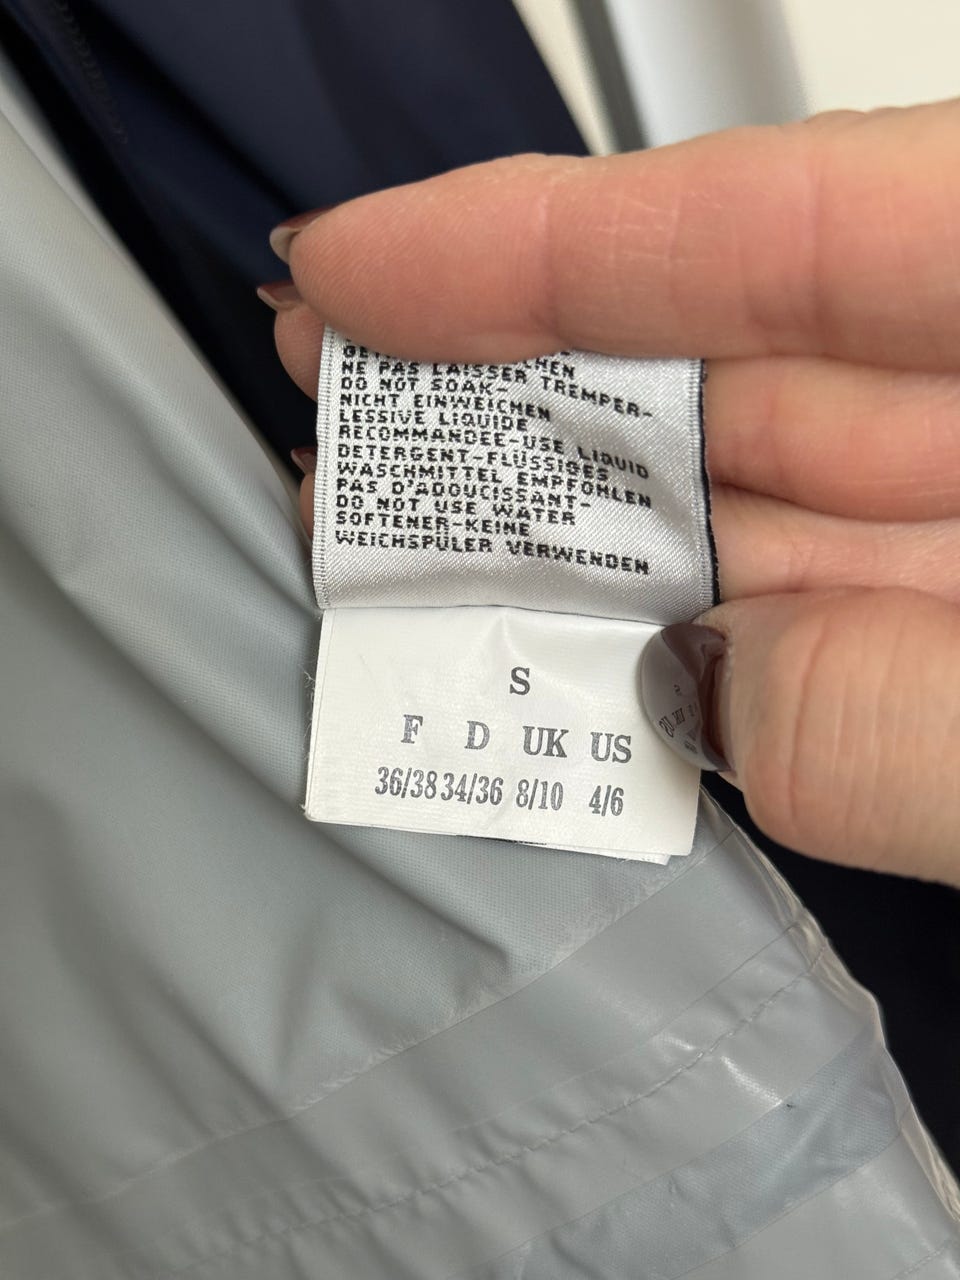 NE PAS LAISSER TREMPER-
DO NOT SOAK-
NICHT EINWEICHEN
LESSIVE LIQUIDE
RECOMMANDEE-USE LIQUID
DETERGENT-FLÜSSIGES
WASCHMITTEL EMPFOHLEN
PAS D'ADOUCISSANT-
DO NOT USE WATER
SOFTENER-KEINE
WEICHSPÜLER VERWENDEN
S
F D UK US
36/38 34/36 8/10 4/6